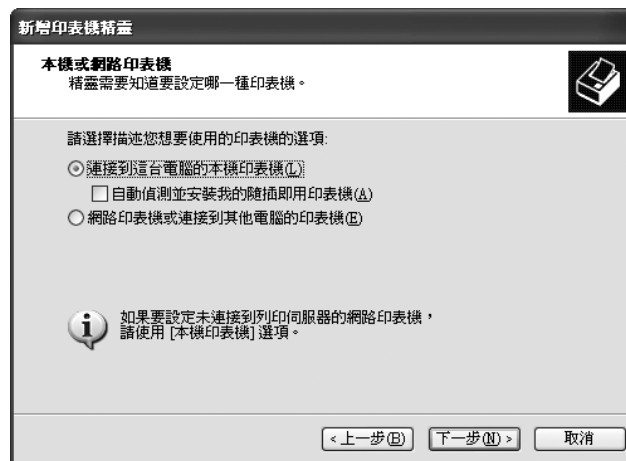 新增印表機精靈
本機或網路印表機
精靈需要知道要設定哪一種印表機。
請選擇描述您想要使用的印表機的選項:
連接到這台電腦的本機印表機(L)
自動偵測並安裝我的隨插即用印表機(A)
網路印表機或連接到其他電腦的印表機(E)
如果要設定未連接到列印伺服器的網路印表機，
請使用 [本機印表機] 選項。
<上一步(B) 下一步(N)> 取消